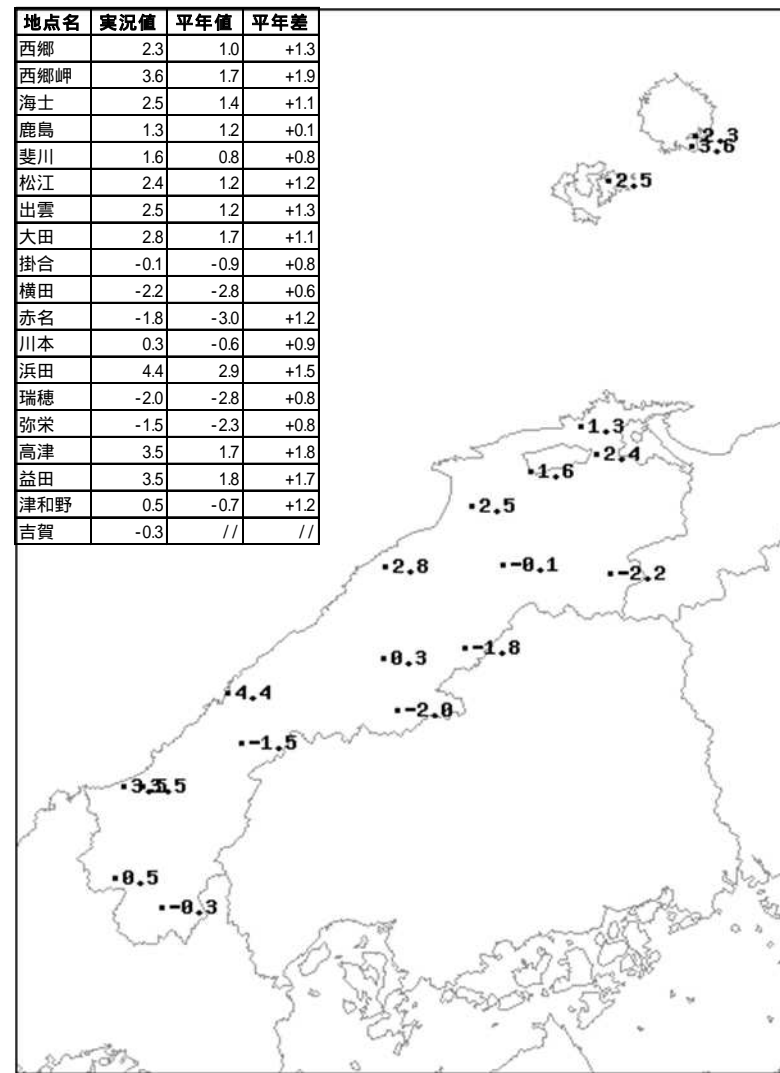 地点名 実況値 平年値 平年差
西郷 2.3 1.0 +1.3
西郷岬 3.6 1.7 +1.9
海士 2.5 1.4 +1.1
鹿島 1.3 1.2 +0.1
斐川 1.6 0.8 +0.8
松江 2.4 1.2 +1.2
出雲 2.5 1.2 +1.3
大田 2.8 1.7 +1.1
掛合 -0.1 -0.9 +0.8
横田 -2.2 -2.8 +0.6
赤名 -1.8 -3.0 +1.2
川本 0.3 -0.6 +0.9
浜田 4.4 2.9 +1.5
瑞穂 -2.0 -2.8 +0.8
弥栄 -1.5 -2.3 +0.8
高津 3.5 1.7 +1.8
益田 3.5 1.8 +1.7
津和野 0.5 -0.7 +1.2
吉賀 -0.3 // //
2.3
3.6
2.5
1.3
2.4
1.6
2.5
2.8
-0.1
-2.2
-1.8
0.3
4.4
-2.0
-1.5
3.5
3.5
0.5
-0.3